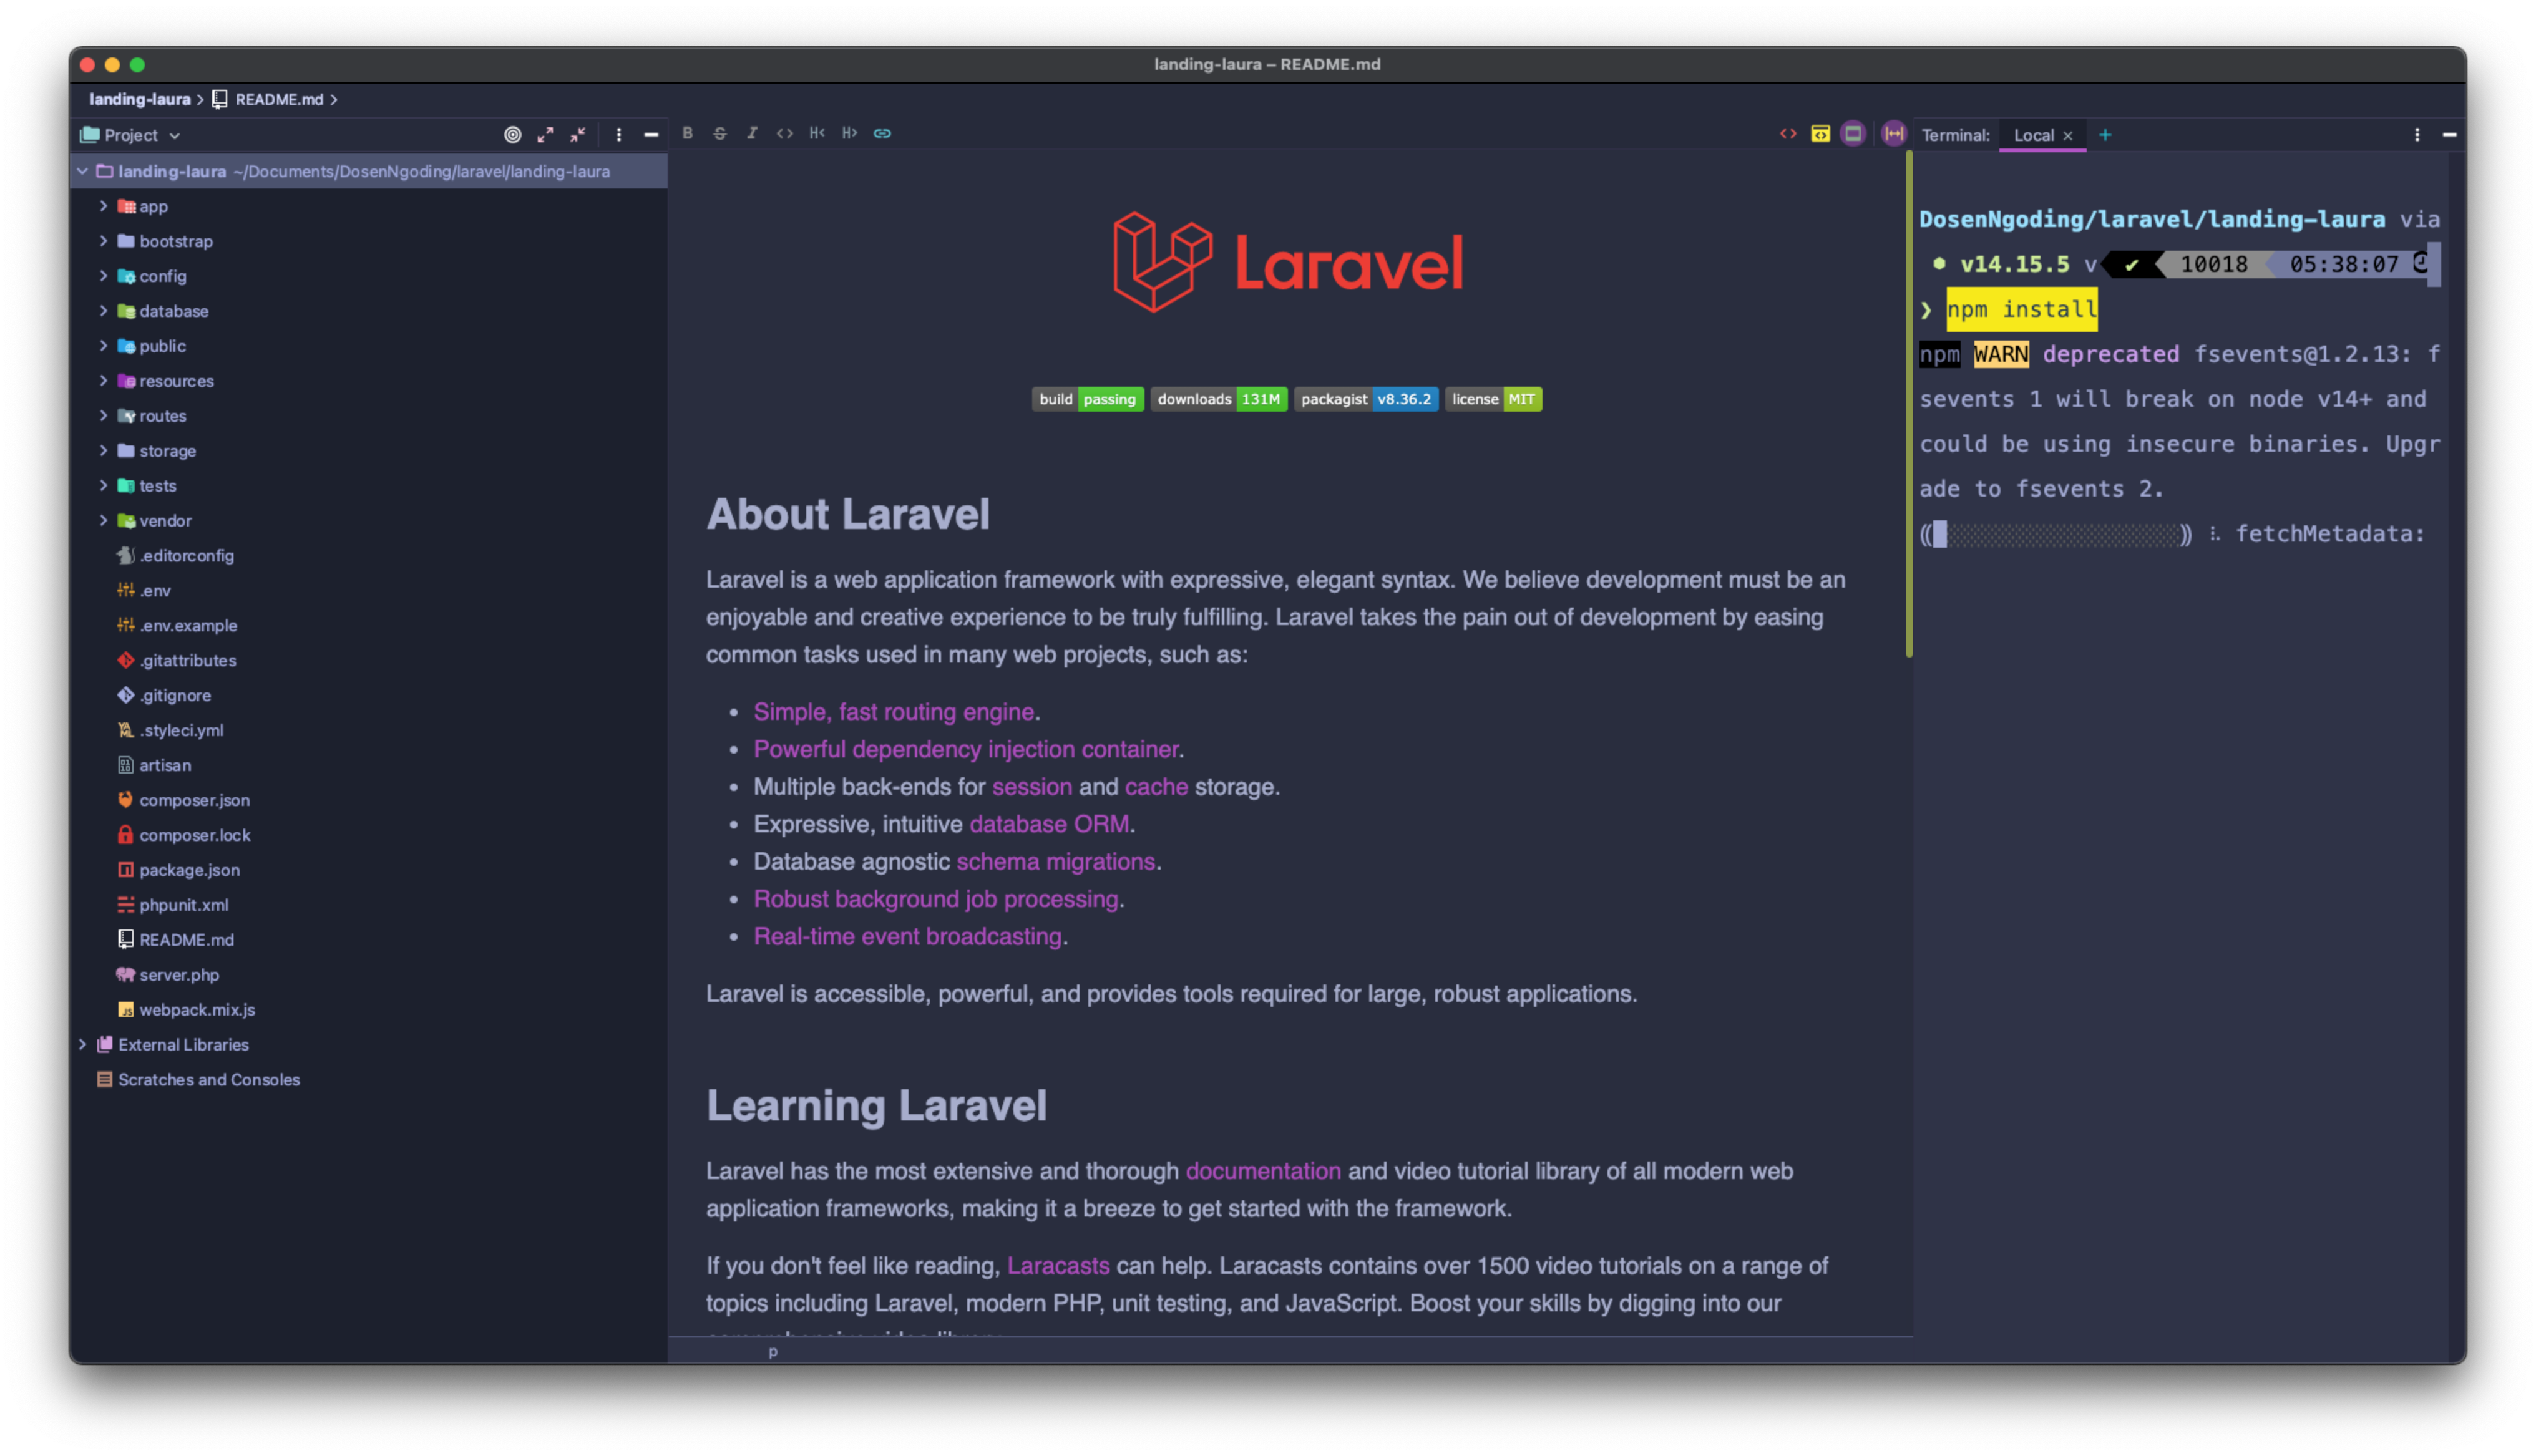 landing-laura – README.md
landing-laura > README.md >
Project
landing-laura ~/Documents/DosenNgoding/laravel/landing-laura
app
bootstrap
config
database
public
resources
routes
storage
tests
vendor
.editorconfig
.env
.env.example
.gitattributes
.gitignore
.styleci.yml
artisan
composer.json
composer.lock
package.json
phpunit.xml
README.md
server.php
webpack.mix.js
External Libraries
Scratches and Consoles
B S I <> H< H>
Laravel
build passing downloads 131M packagist v8.36.2 license MIT
About Laravel
Laravel is a web application framework with expressive, elegant syntax. We believe development must be an
enjoyable and creative experience to be truly fulfilling. Laravel takes the pain out of development by easing
common tasks used in many web projects, such as:
• Simple, fast routing engine.
• Powerful dependency injection container.
• Multiple back-ends for session and cache storage.
• Expressive, intuitive database ORM.
• Database agnostic schema migrations.
• Robust background job processing.
• Real-time event broadcasting.
Laravel is accessible, powerful, and provides tools required for large, robust applications.
Learning Laravel
Laravel has the most extensive and thorough documentation and video tutorial library of all modern web
application frameworks, making it a breeze to get started with the framework.
If you don't feel like reading, Laracasts can help. Laracasts contains over 1500 video tutorials on a range of
topics including Laravel, modern PHP, unit testing, and JavaScript. Boost your skills by digging into our
p
Terminal: Local × +
DosenNgoding/laravel/landing-laura via
⬢ v14.15.5 v ✔ 10018 05:38:07
❯ npm install
npm WARN deprecated fsevents@1.2.13: f
sevents 1 will break on node v14+ and
could be using insecure binaries. Upgr
ade to fsevents 2.
fetchMetadata: